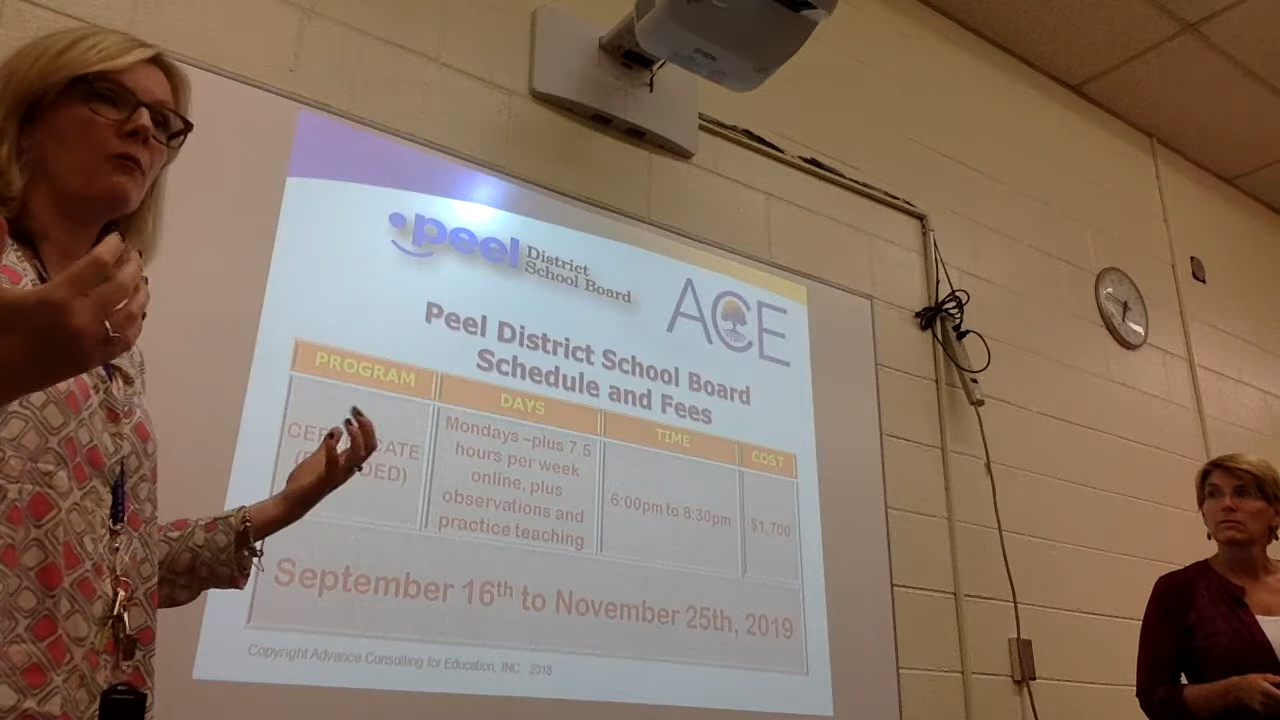 peel District
School Board
ACE
Peel District School Board
Schedule and Fees
PROGRAM
DAYS
TIME
COST
Mondays –plus 7.5
hours per week
online, plus
observations and
practice teaching
6:00pm to 8:30pm
$1,700
September 16th to November 25th, 2019
Copyright Advance Consulting for Education, INC. 2018